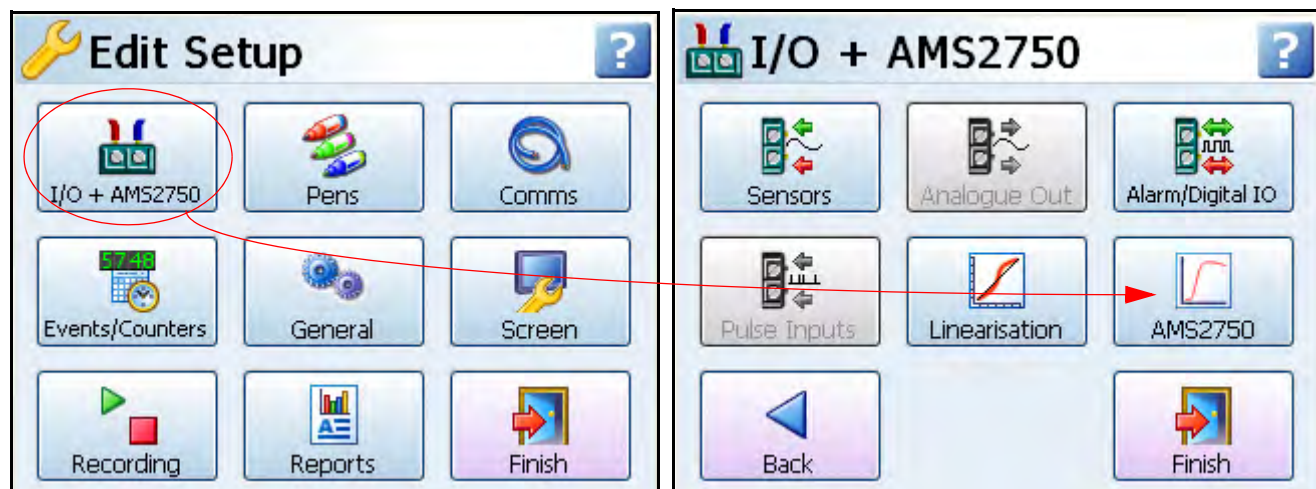 Edit Setup
?
I/O + AMS2750
Pens
Comms
5748
Events/Counters
General
Screen
Recording
A
Reports
Finish
I/O + AMS2750
?
Sensors
Analogue Out
Alarm/Digital IO
Pulse Inputs
Linearisation
AMS2750
Back
Finish